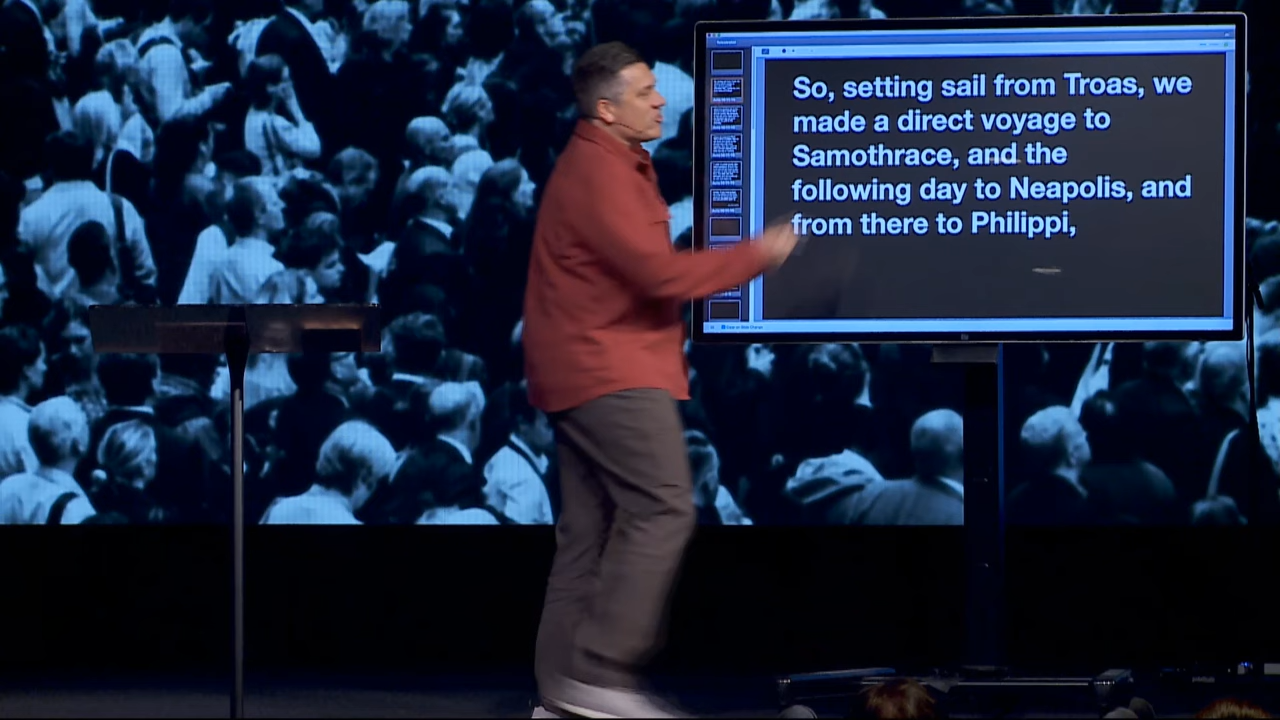 So, setting sail from Troas, we
made a direct voyage to
Samothrace, and the
following day to Neapolis, and
from there to Philippi,